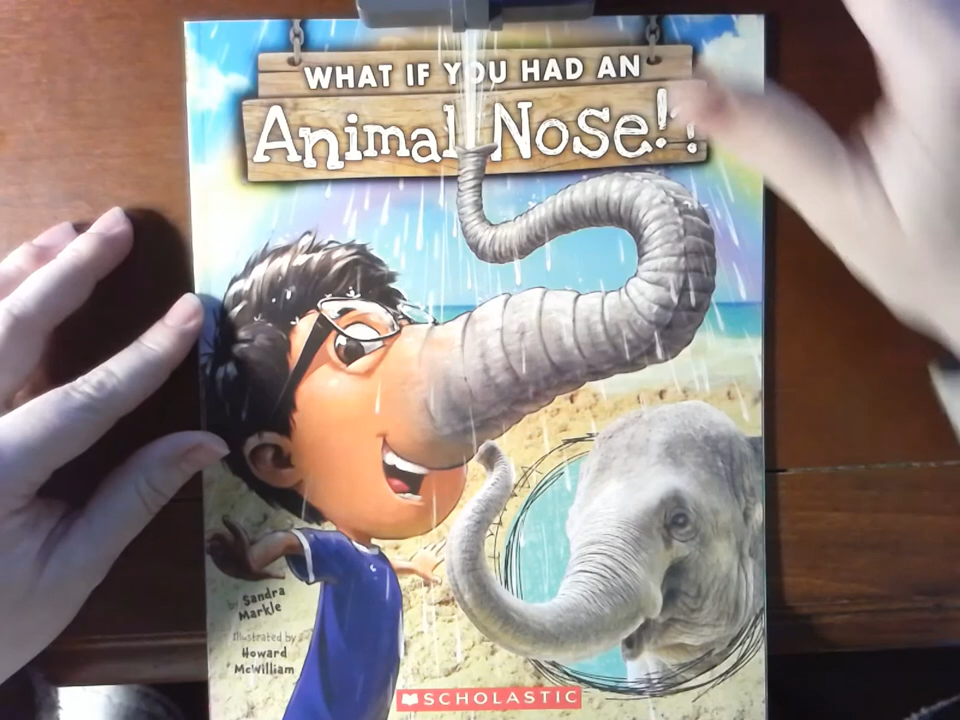 WHAT IF YOU HAD AN
Animal Nose!?
by Sandra
Markle
Illustrated by
Howard
McWilliam
SCHOLASTIC